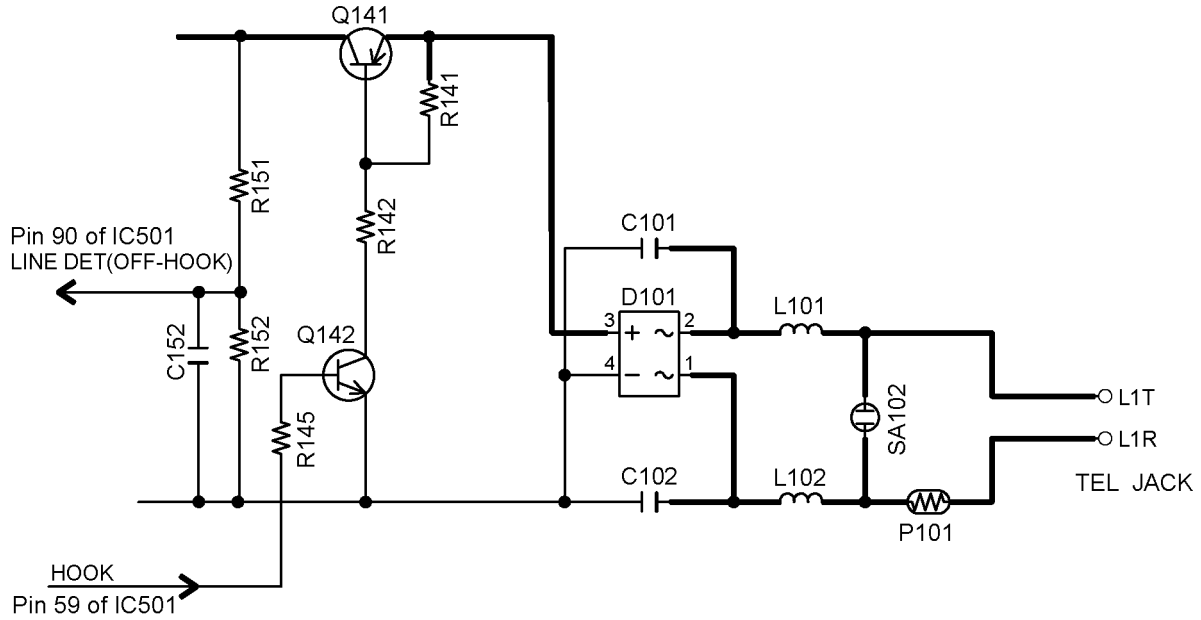 Q141
R141
R151
R142
Pin 90 of IC501
LINE DET(OFF-HOOK)
C101
D101
L101
3 + ~ 2
4 − ~ 1
C152
R152
Q142
R145
SA102
L1T
L1R
TEL JACK
C102
L102
P101
HOOK
Pin 59 of IC501